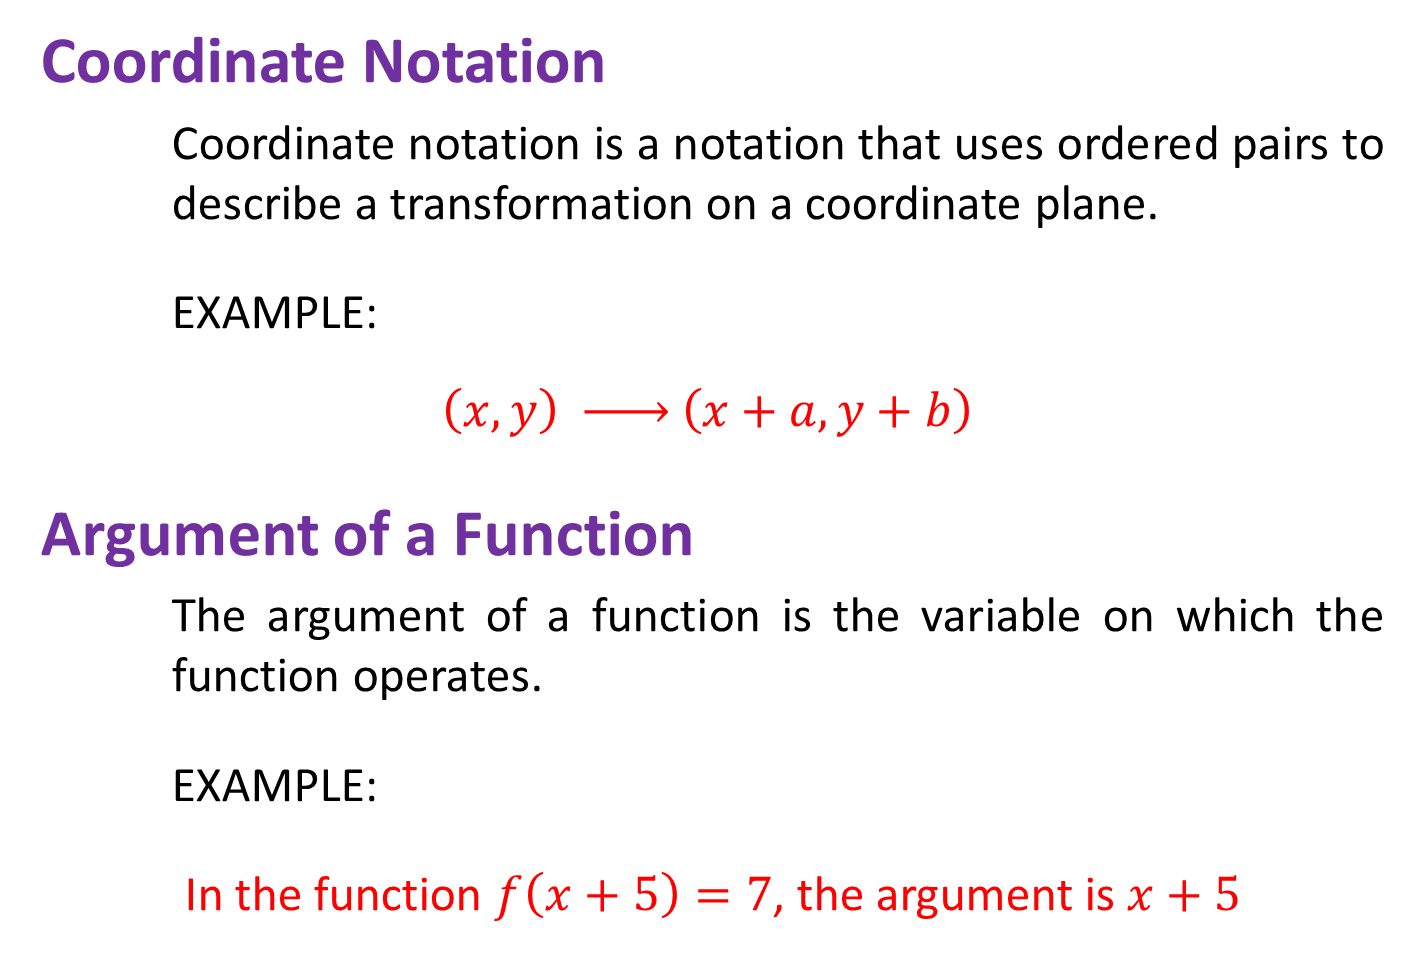 Coordinate Notation
Coordinate notation is a notation that uses ordered pairs to
describe a transformation on a coordinate plane.
EXAMPLE:
(x, y) ⟶ (x + a, y + b)
Argument of a Function
The argument of a function is the variable on which the
function operates.
EXAMPLE:
In the function f(x + 5) = 7, the argument is x + 5